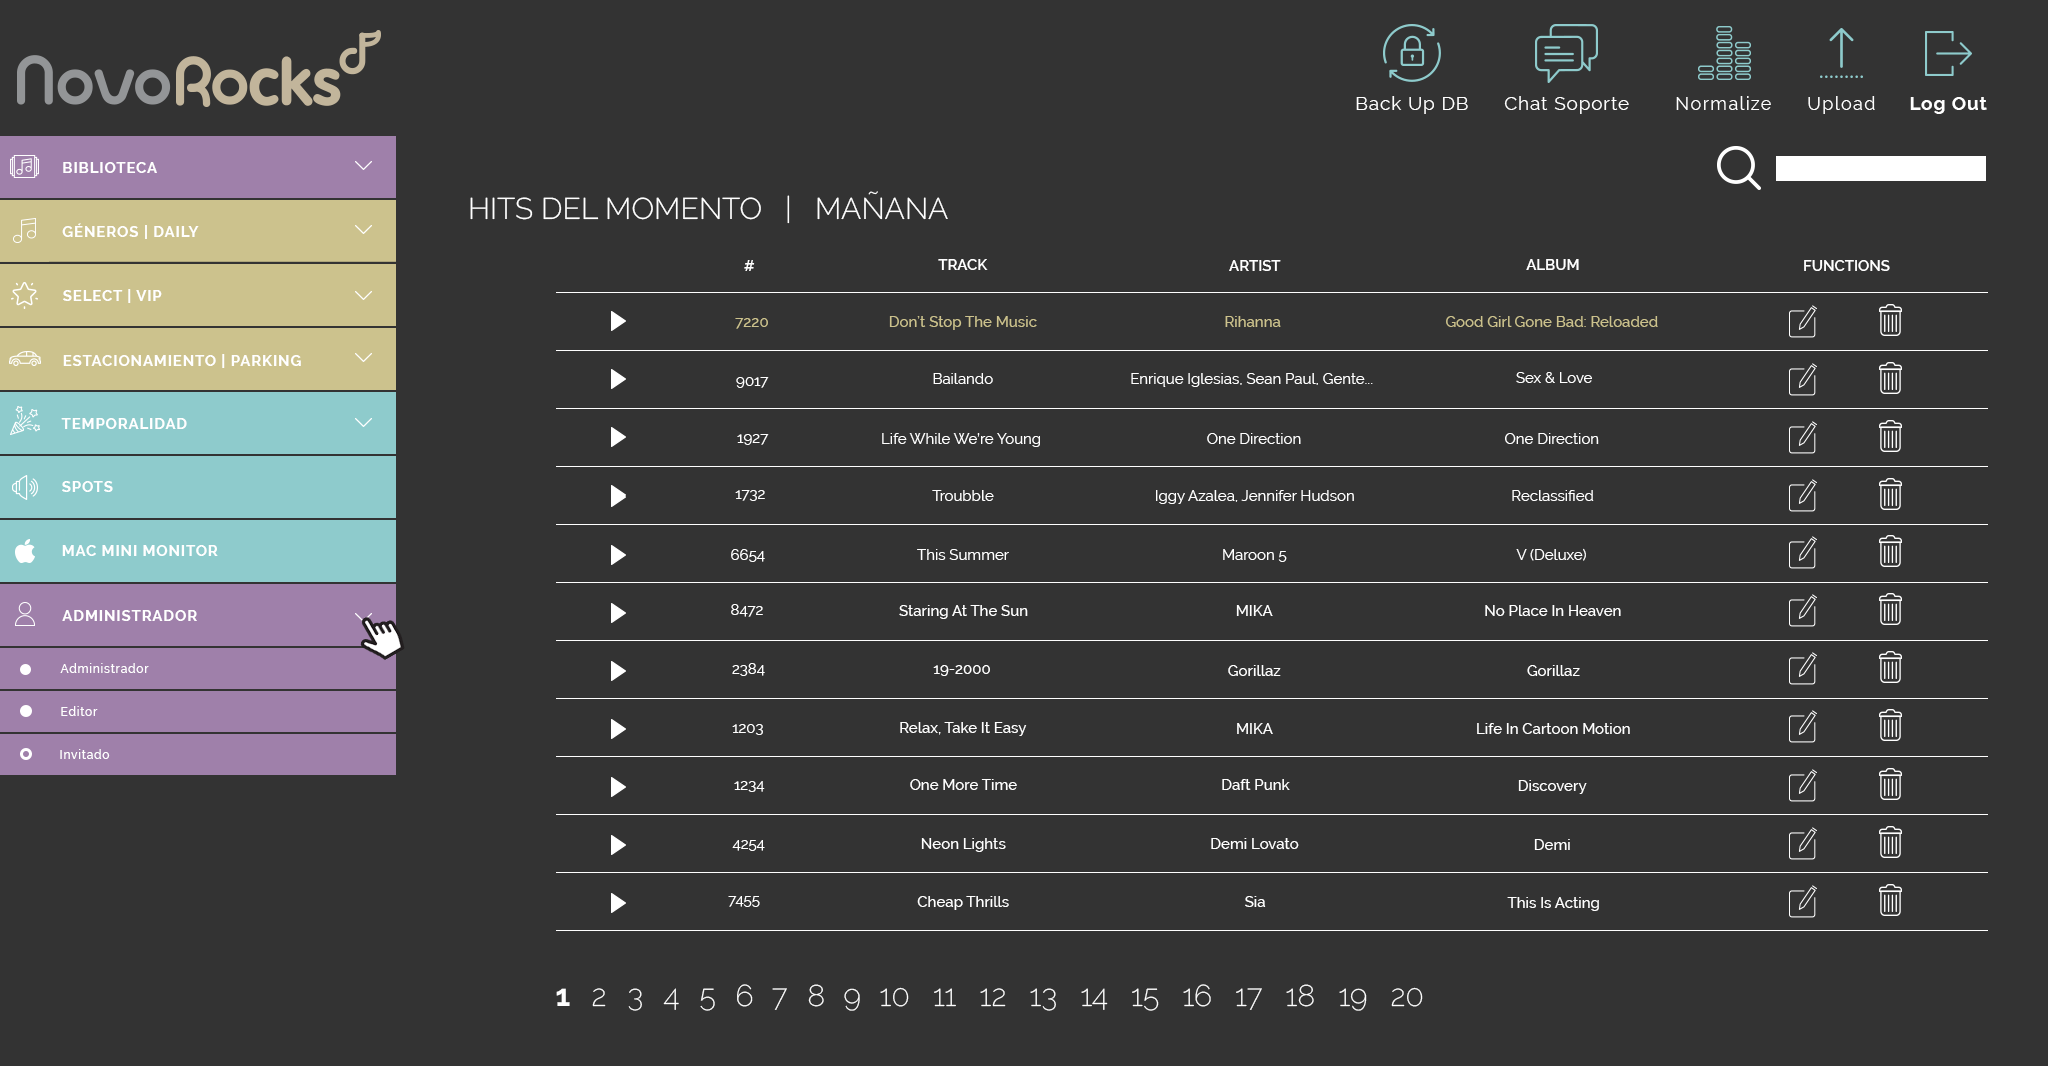 NovoRocks
Back Up DB Chat Soporte Normalize Upload Log Out
BIBLIOTECA
GÉNEROS | DAILY
SELECT | VIP
ESTACIONAMIENTO | PARKING
TEMPORALIDAD
SPOTS
MAC MINI MONITOR
ADMINISTRADOR
Administrador
Editor
Invitado
HITS DEL MOMENTO | MAÑANA
# TRACK ARTIST ALBUM FUNCTIONS
7220 Don't Stop The Music Rihanna Good Girl Gone Bad: Reloaded
9017 Bailando Enrique Iglesias, Sean Paul, Gente... Sex & Love
1927 Life While We're Young One Direction One Direction
1732 Troubble Iggy Azalea, Jennifer Hudson Reclassified
6654 This Summer Maroon 5 V (Deluxe)
8472 Staring At The Sun MIKA No Place In Heaven
2384 19-2000 Gorillaz Gorillaz
1203 Relax, Take It Easy MIKA Life In Cartoon Motion
1234 One More Time Daft Punk Discovery
4254 Neon Lights Demi Lovato Demi
7455 Cheap Thrills Sia This Is Acting
1 2 3 4 5 6 7 8 9 10 11 12 13 14 15 16 17 18 19 20